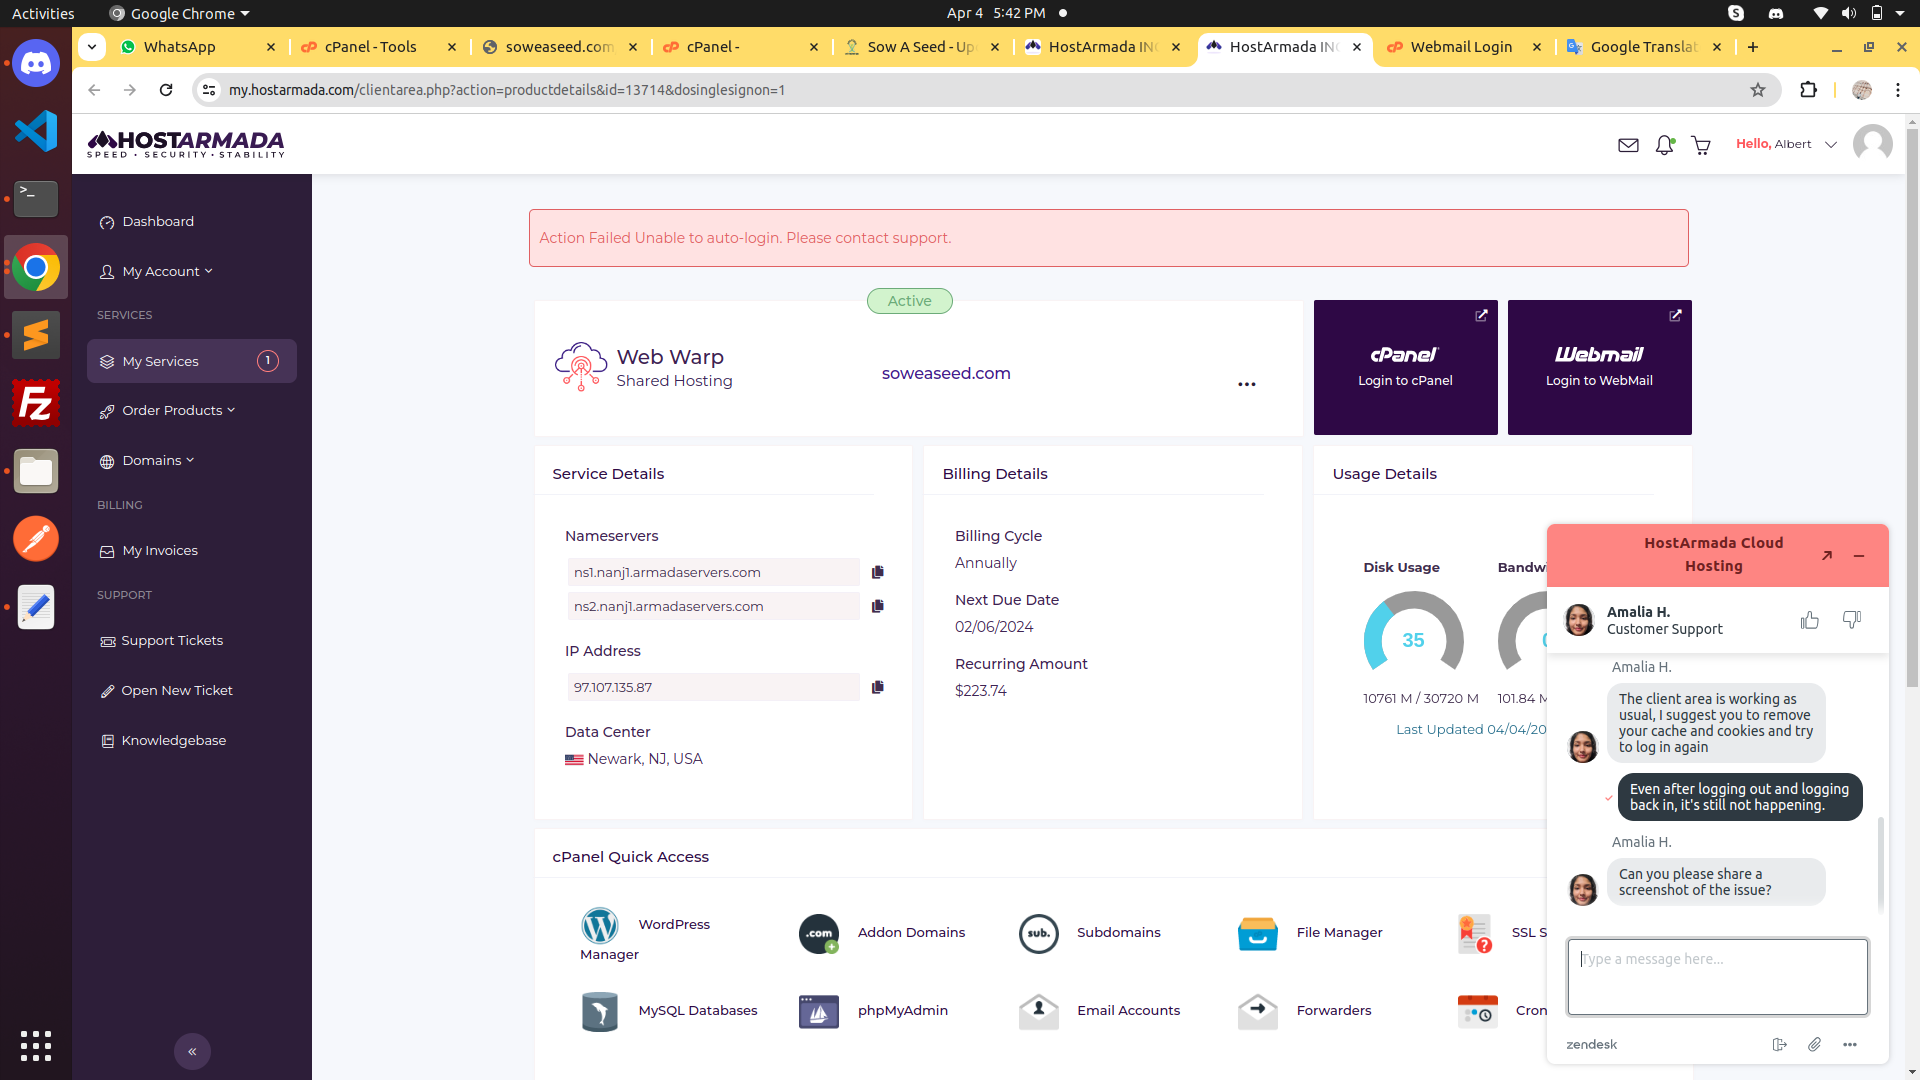 Activities
Google Chrome
Apr 4 5:42 PM
WhatsApp
cPanel - Tools
soweaseed.com
cPanel -
Sow A Seed - Up
HostArmada IN
HostArmada IN
Webmail Login
Google Translat
my.hostarmada.com/clientarea.php?action=productdetails&id=13714&dosinglesignon=1
HOSTARMADA
SPEED · SECURITY · STABILITY
Hello, Albert
Dashboard
My Account
SERVICES
My Services 1
Order Products
Domains
BILLING
My Invoices
SUPPORT
Support Tickets
Open New Ticket
Knowledgebase
Action Failed Unable to auto-login. Please contact support.
Active
Web Warp
Shared Hosting
soweaseed.com
cPanel
Login to cPanel
Webmail
Login to WebMail
Service Details
Nameservers
ns1.nanj1.armadaservers.com
ns2.nanj1.armadaservers.com
IP Address
97.107.135.87
Data Center
Newark, NJ, USA
Billing Details
Billing Cycle
Annually
Next Due Date
02/06/2024
Recurring Amount
$223.74
Usage Details
Disk Usage
35
10761 M / 30720 M
Bandwi
101.84 M
Last Updated 04/04/20
cPanel Quick Access
WordPress
Manager
.com
Addon Domains
sub.
Subdomains
File Manager
SSL S
MySQL Databases
phpMyAdmin
Email Accounts
Forwarders
Cron
HostArmada Cloud
Hosting
Amalia H.
Customer Support
Amalia H.
The client area is working as
usual, I suggest you to remove
your cache and cookies and try
to log in again
Even after logging out and logging
back in, it's still not happening.
Amalia H.
Can you please share a
screenshot of the issue?
Type a message here...
zendesk